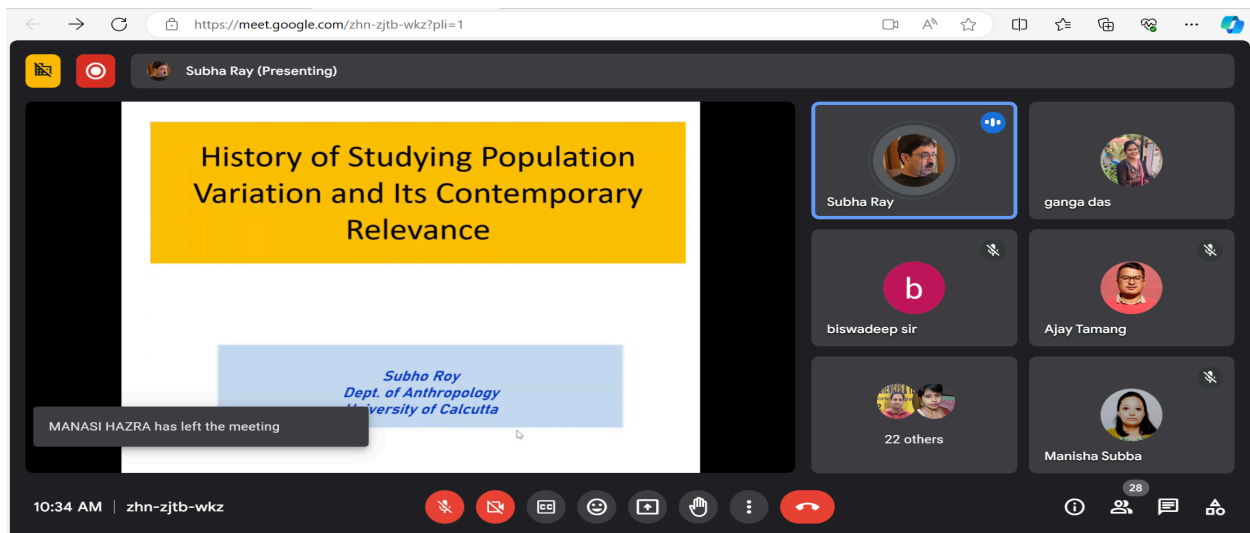 https://meet.google.com/zhn-zjtb-wkz?pli=1
Subha Ray (Presenting)
History of Studying Population
Variation and Its Contemporary
Relevance
Subho Roy
Dept. of Anthropology
University of Calcutta
MANASI HAZRA has left the meeting
Subha Ray
ganga das
b
biswadeep sir
Ajay Tamang
22 others
Manisha Subba
10:34 AM | zhn-zjtb-wkz
CC
28